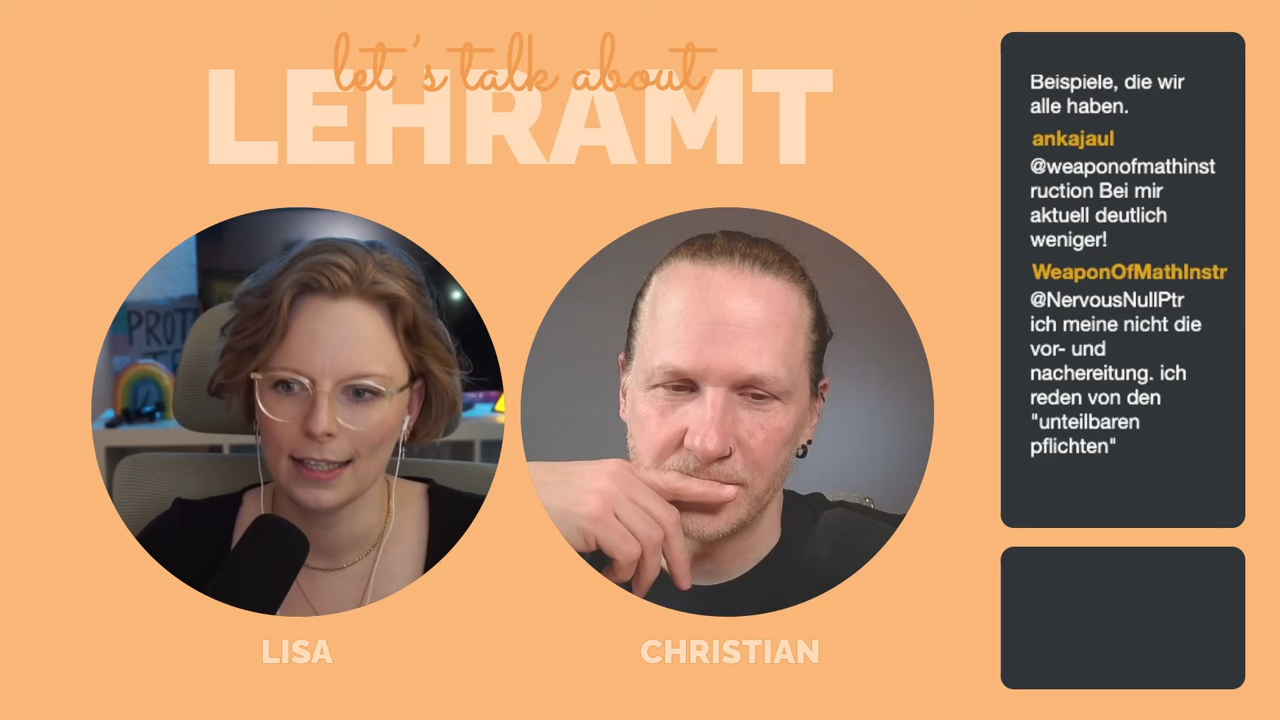 let's talk about
LEHRAMT
PROT
LISA
CHRISTIAN
Beispiele, die wir
alle haben.
ankajaul
@weaponofmathinst
ruction Bei mir
aktuell deutlich
weniger!
WeaponOfMathInstr
@NervousNullPtr
ich meine nicht die
vor- und
nachereitung. ich
reden von den
"unteilbaren
pflichten"